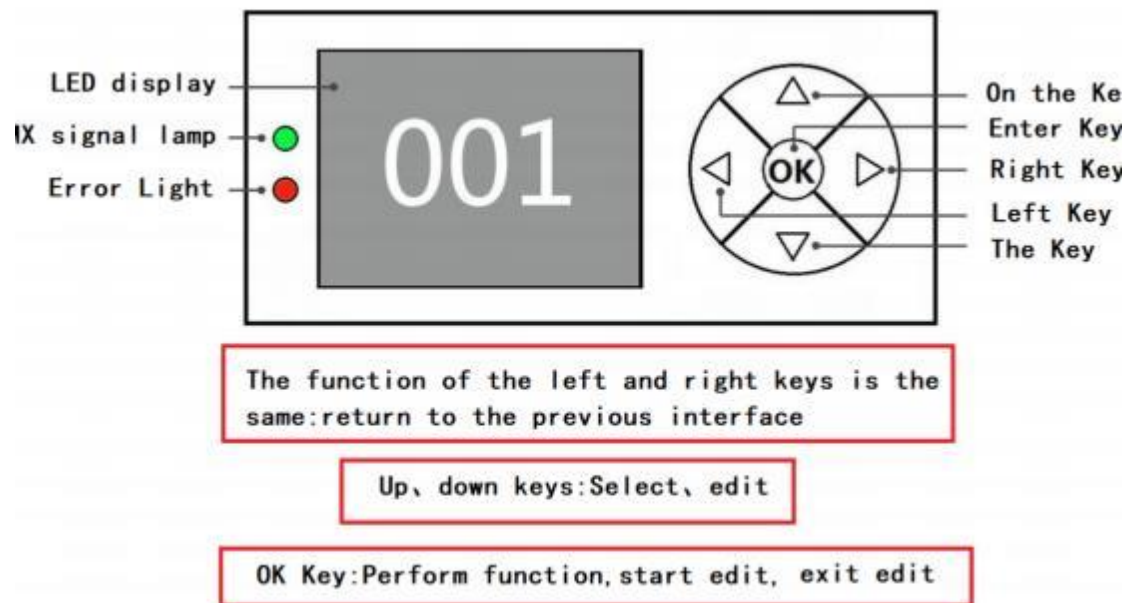 LED display
MX signal lamp
Error Light
001
OK
On the Ke
Enter Key
Right Key
Left Key
The Key
The function of the left and right keys is the
same:return to the previous interface
Up、down keys:Select、edit
OK Key:Perform function,start edit, exit edit